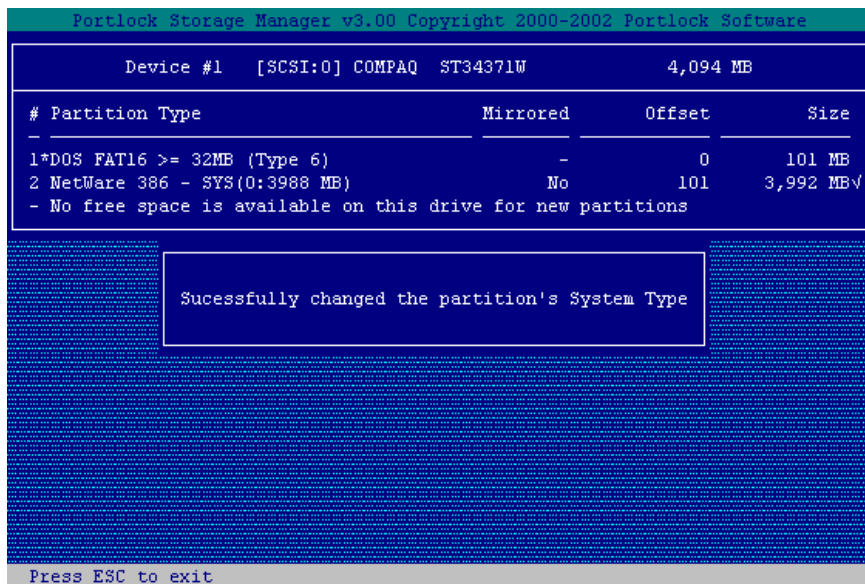 Portlock Storage Manager v3.00 Copyright 2000-2002 Portlock Software
Device #1 [SCSI:0] COMPAQ ST34371W 4,094 MB
# Partition Type Mirrored Offset Size
1*DOS FAT16 >= 32MB (Type 6) - 0 101 MB
2 NetWare 386 - SYS(0:3988 MB) No 101 3,992 MB√
- No free space is available on this drive for new partitions
Sucessfully changed the partition's System Type
Press ESC to exit